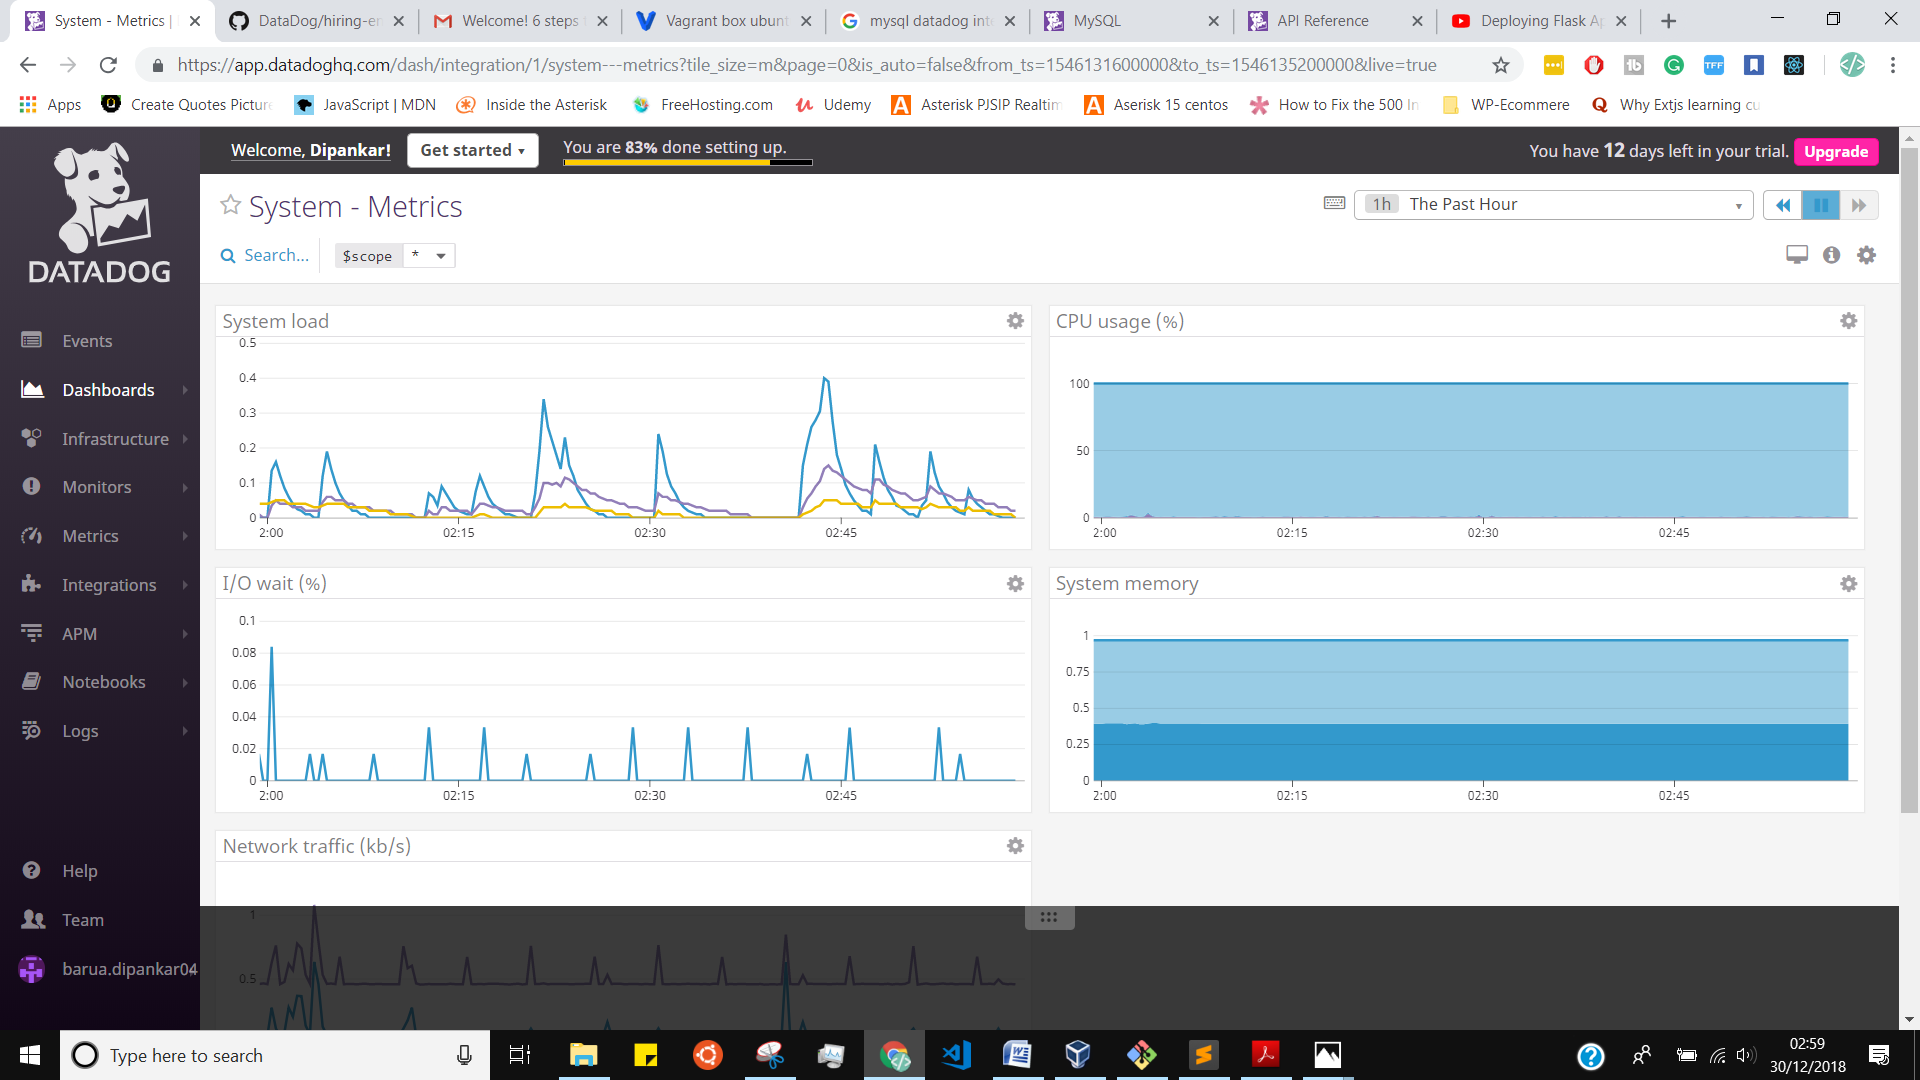 System - Metrics |
DataDog/hiring-en
Welcome! 6 steps
Vagrant box ubunt
mysql datadog inte
MySQL
API Reference
Deploying Flask Ap
https://app.datadoghq.com/dash/integration/1/system---metrics?tile_size=m&page=0&is_auto=false&from_ts=1546131600000&to_ts=1546135200000&live=true
Apps
Create Quotes Picture
JavaScript | MDN
Inside the Asterisk
FreeHosting.com
Udemy
Asterisk PJSIP Realtim
Aserisk 15 centos
How to Fix the 500 In
WP-Ecommere
Why Extjs learning cu
DATADOG
Welcome, Dipankar!
Get started
You are 83% done setting up.
You have 12 days left in your trial.
Upgrade
System - Metrics
1h The Past Hour
Search...
$scope *
Events
Dashboards
Infrastructure
Monitors
Metrics
Integrations
APM
Notebooks
Logs
Help
Team
barua.dipankar04
System load
0.5
0.4
0.3
0.2
0.1
0
2:00 02:15 02:30 02:45
CPU usage (%)
100
50
0
2:00 02:15 02:30 02:45
I/O wait (%)
0.1
0.08
0.06
0.04
0.02
0
2:00 02:15 02:30 02:45
System memory
1
0.75
0.5
0.25
0
2:00 02:15 02:30 02:45
Network traffic (kb/s)
1
0.5
Type here to search
02:59
30/12/2018